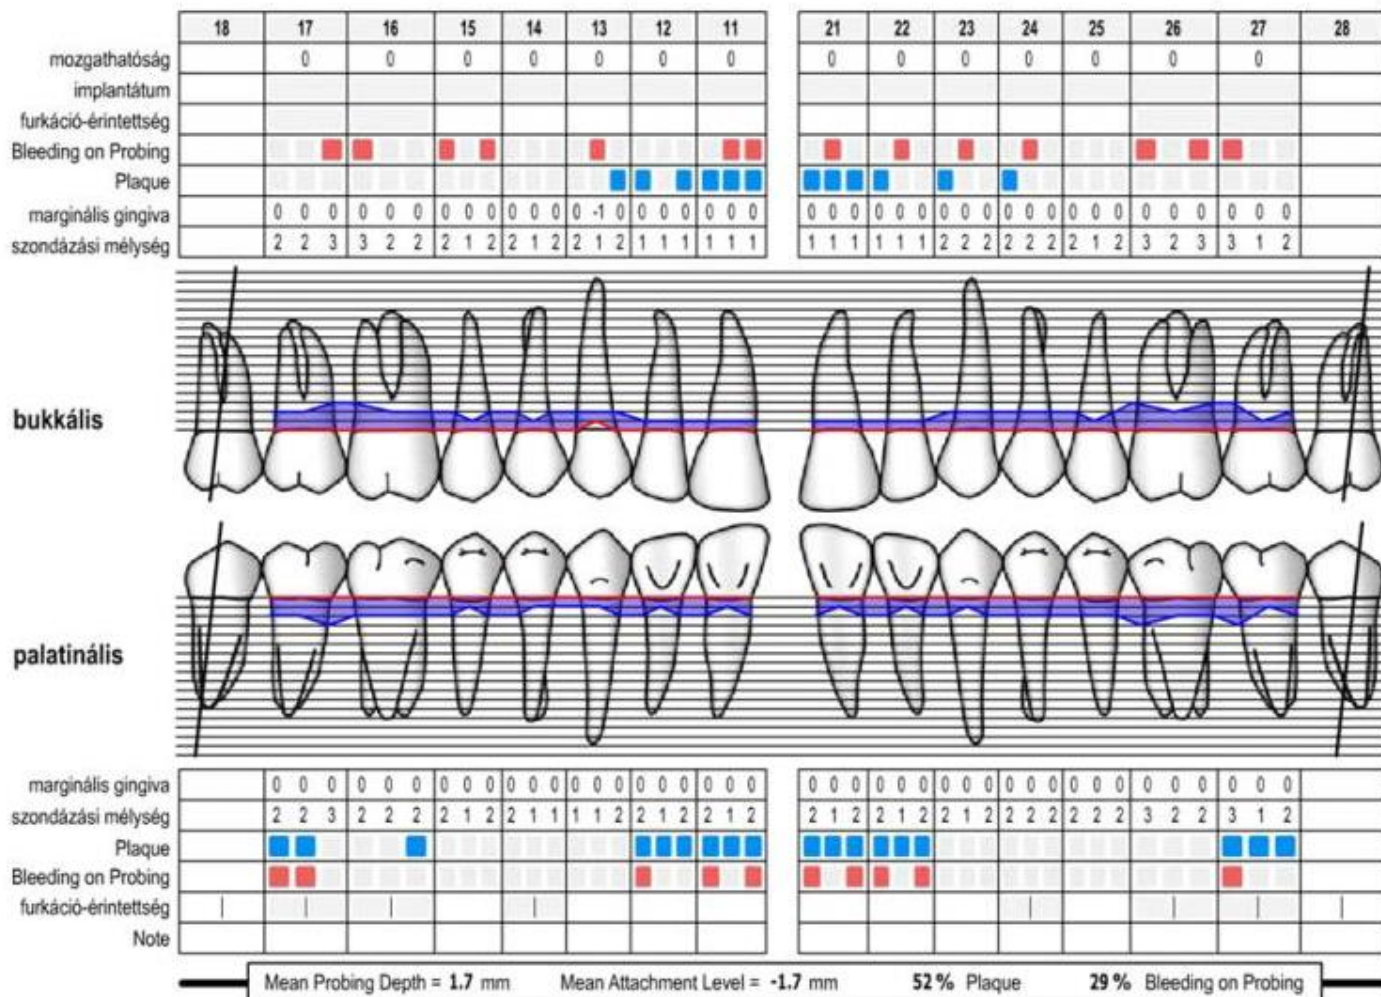 18 17 16 15 14 13 12 11 21 22 23 24 25 26 27 28
mozgathatóság 0 0 0 0 0 0 0 0 0 0 0 0 0 0
implantátum
furkáció-érintettség
Bleeding on Probing
Plaque
marginális gingiva 0 0 0 0 0 0 0 0 0 0 0 0 0 -1 0 0 0 0 0 0 0 0 0 0 0 0 0 0 0 0 0 0 0 0 0 0 0 0 0 0 0 0
szondázási mélység 2 2 3 3 2 2 2 1 2 2 1 2 2 1 2 1 1 1 1 1 1 1 1 1 1 1 1 2 2 2 2 2 2 2 1 2 3 2 3 3 1 2
bukkális
palatinális
marginális gingiva 0 0 0 0 0 0 0 0 0 0 0 0 0 0 0 0 0 0 0 0 0 0 0 0 0 0 0 0 0 0 0 0 0 0 0 0 0 0 0 0 0 0
szondázási mélység 2 2 3 2 2 2 2 1 2 2 1 1 1 1 2 2 1 2 2 1 2 2 1 2 2 1 2 2 1 2 2 2 2 2 2 2 3 2 2 3 1 2
Plaque
Bleeding on Probing
furkáció-érintettség
Note
Mean Probing Depth = 1.7 mm Mean Attachment Level = -1.7 mm 52 % Plaque 29 % Bleeding on Probing